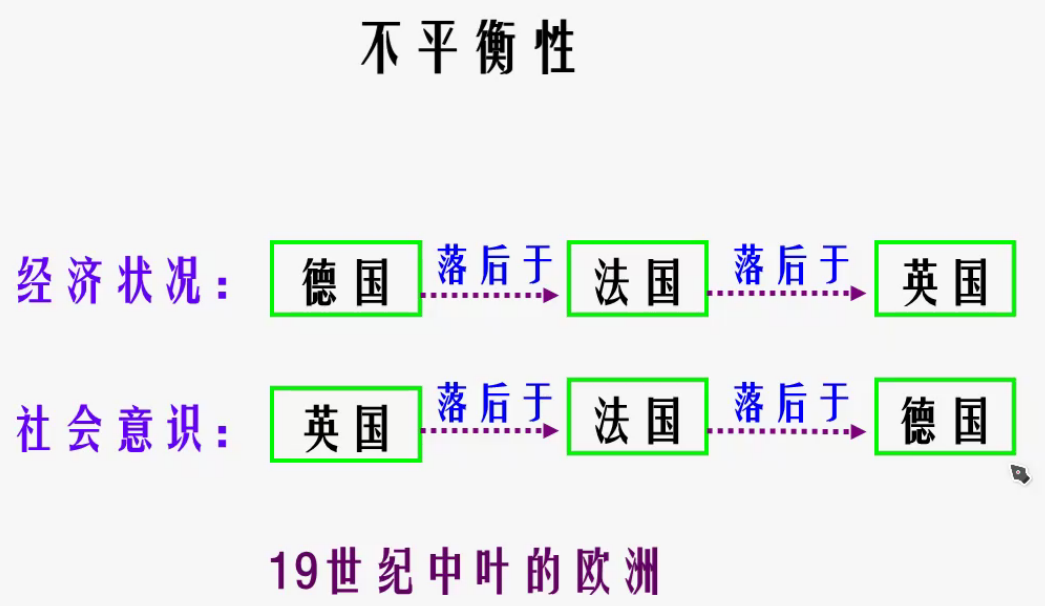 不平衡性
经济状况： 德国 落后于 法国 落后于 英国
社会意识： 英国 落后于 法国 落后于 德国
19世纪中叶的欧洲